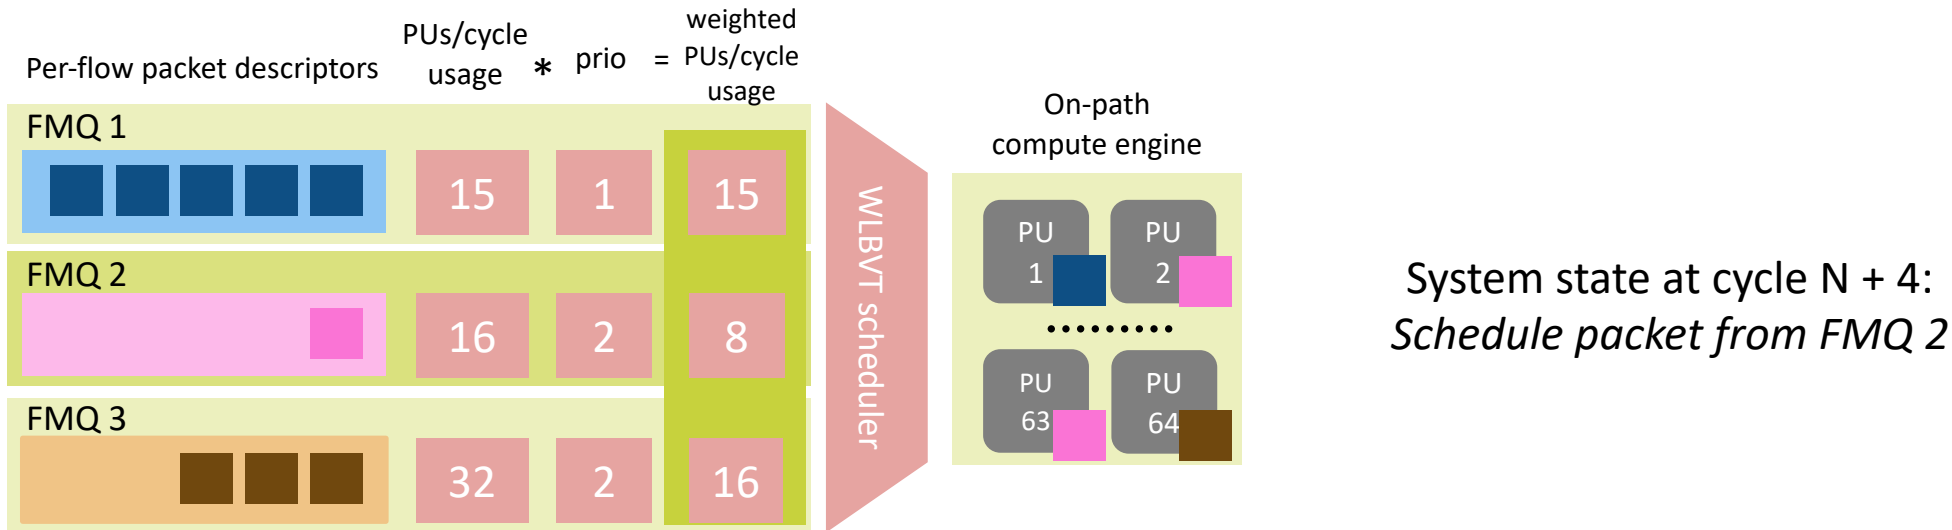 Per-flow packet descriptors
PUs/cycle
usage
*
prio
=
weighted
PUs/cycle
usage
FMQ 1
15
1
15
FMQ 2
16
2
8
FMQ 3
32
2
16
WLBVT scheduler
On-path
compute engine
PU
1
PU
2
PU
63
PU
64
System state at cycle N + 4:
Schedule packet from FMQ 2